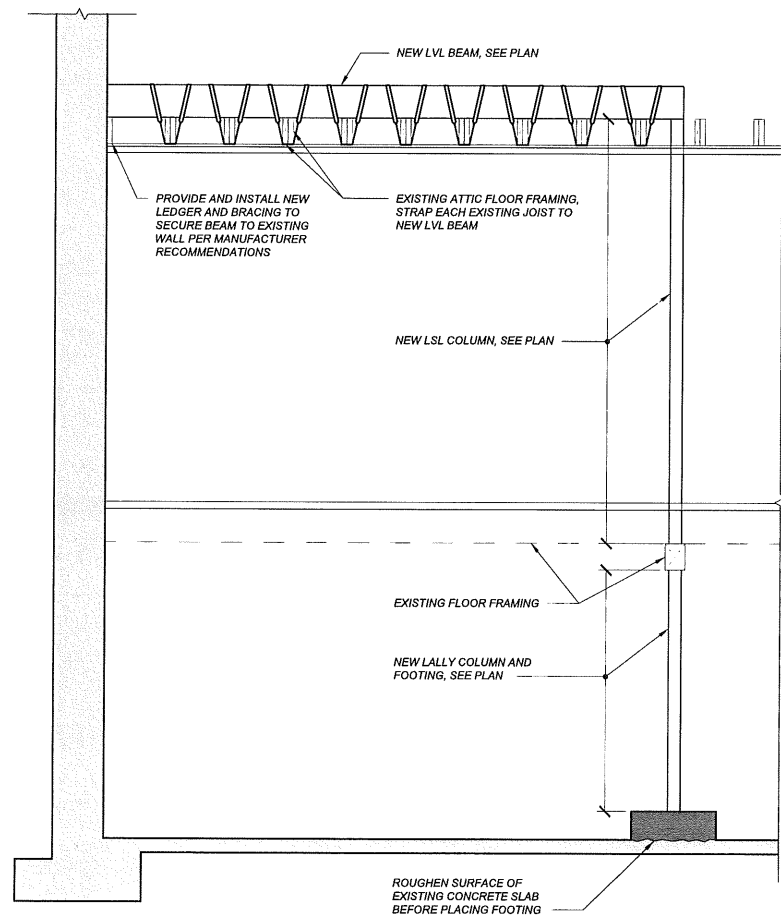 NEW LVL BEAM, SEE PLAN
PROVIDE AND INSTALL NEW
LEDGER AND BRACING TO
SECURE BEAM TO EXISTING
WALL PER MANUFACTURER
RECOMMENDATIONS
EXISTING ATTIC FLOOR FRAMING,
STRAP EACH EXISTING JOIST TO
NEW LVL BEAM
NEW LSL COLUMN, SEE PLAN
EXISTING FLOOR FRAMING
NEW LALLY COLUMN AND
FOOTING, SEE PLAN
ROUGHEN SURFACE OF
EXISTING CONCRETE SLAB
BEFORE PLACING FOOTING